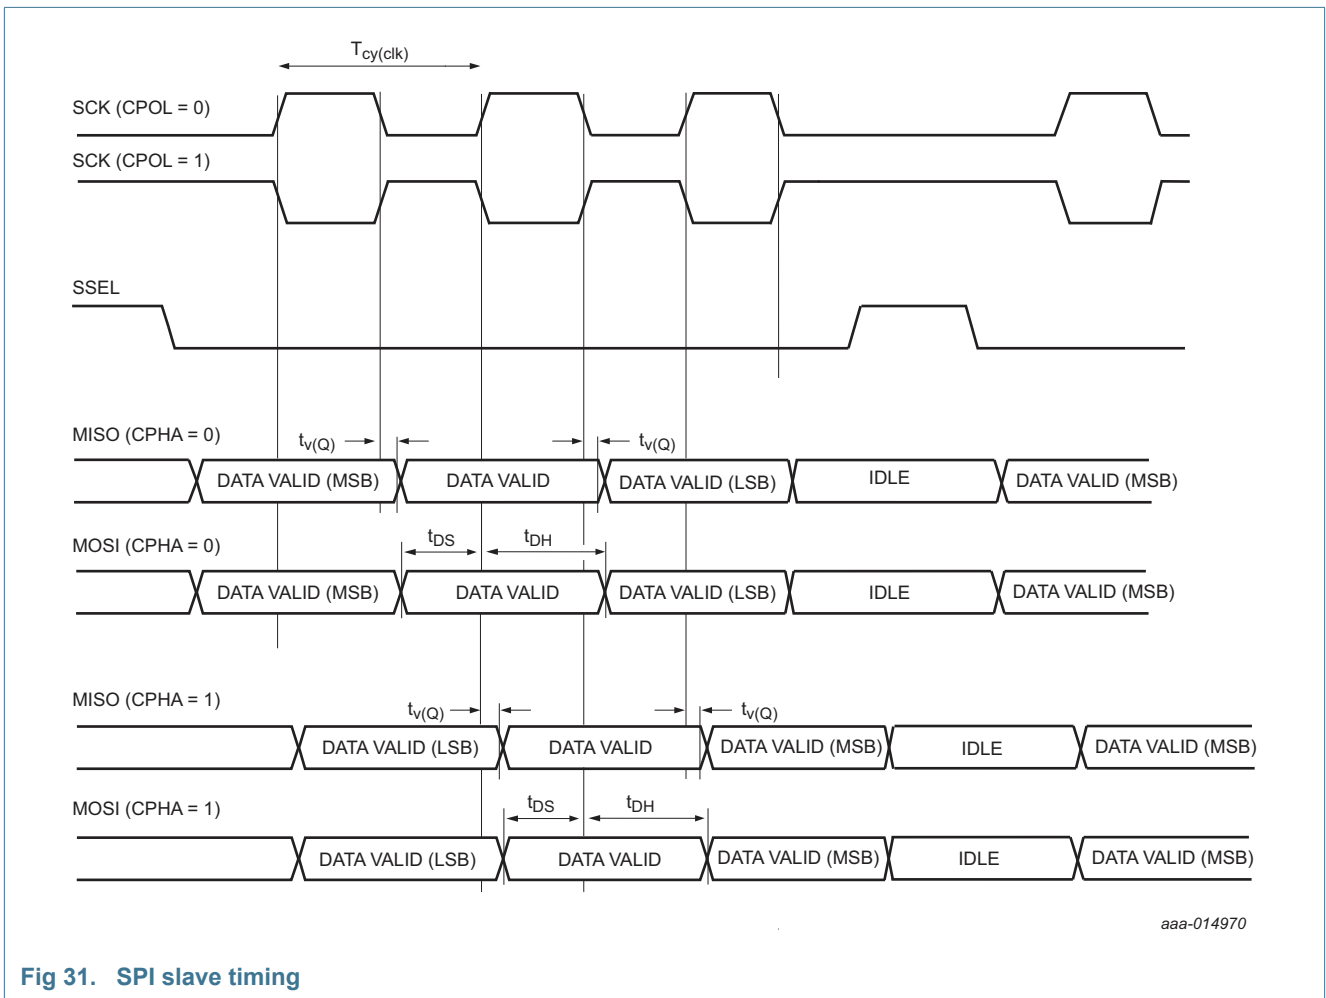 Tcy(clk)
SCK (CPOL = 0)
SCK (CPOL = 1)
SSEL
MISO (CPHA = 0)
tv(Q)
tv(Q)
DATA VALID (MSB)
DATA VALID
DATA VALID (LSB)
IDLE
DATA VALID (MSB)
MOSI (CPHA = 0)
tDS
tDH
DATA VALID (MSB)
DATA VALID
DATA VALID (LSB)
IDLE
DATA VALID (MSB)
MISO (CPHA = 1)
tv(Q)
tv(Q)
DATA VALID (LSB)
DATA VALID
DATA VALID (MSB)
IDLE
DATA VALID (MSB)
MOSI (CPHA = 1)
tDS
tDH
DATA VALID (LSB)
DATA VALID
DATA VALID (MSB)
IDLE
DATA VALID (MSB)
aaa-014970
Fig 31. SPI slave timing